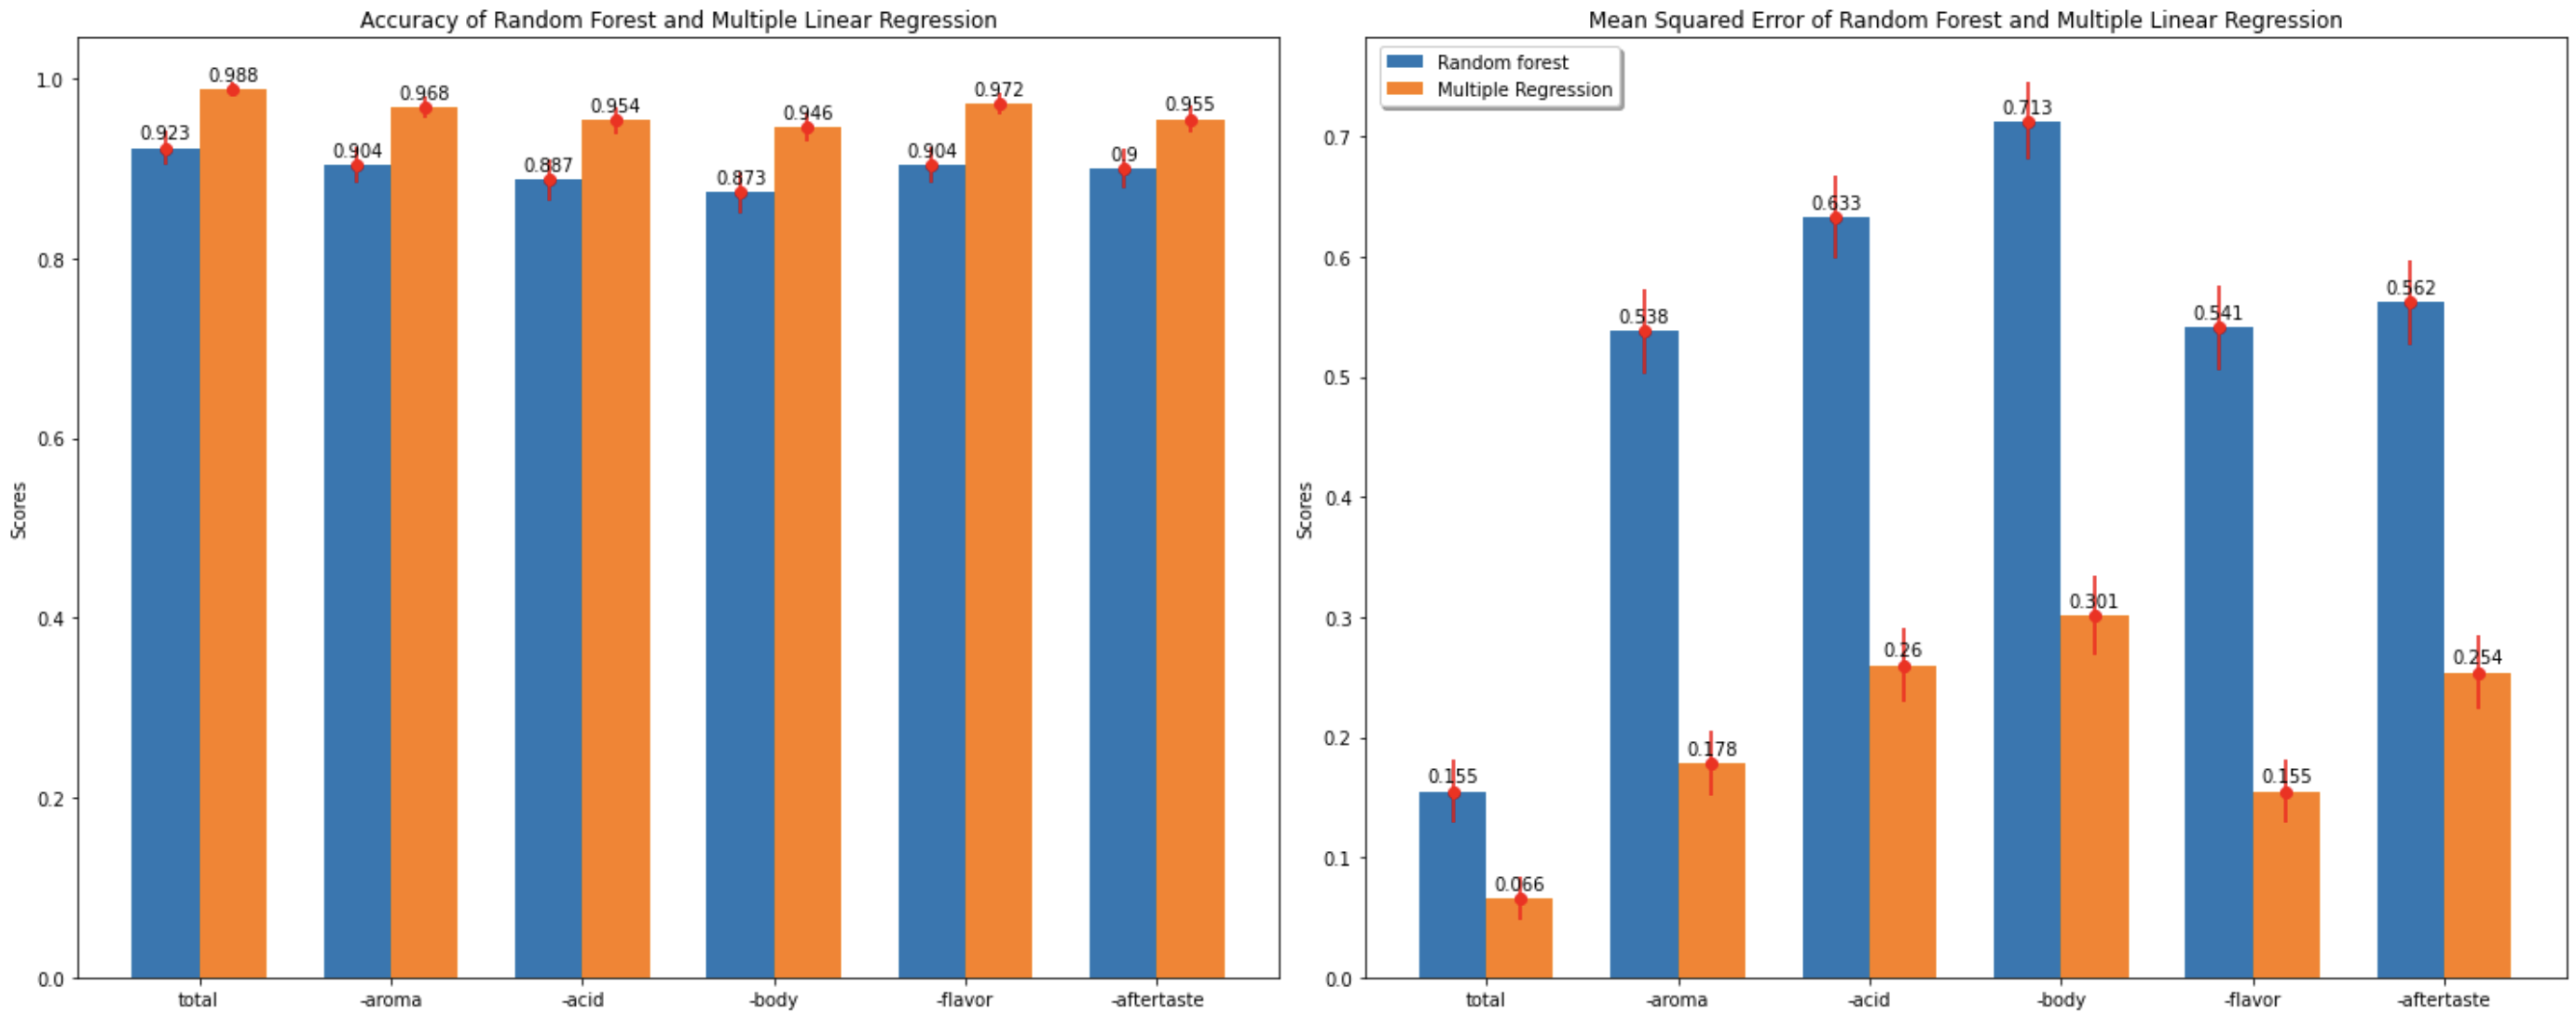 Accuracy of Random Forest and Multiple Linear Regression
Scores
1.0
0.8
0.6
0.4
0.2
0.0
0.923
0.988
0.904
0.968
0.887
0.954
0.873
0.946
0.904
0.972
0.9
0.955
total
-aroma
-acid
-body
-flavor
-aftertaste
Mean Squared Error of Random Forest and Multiple Linear Regression
Random forest
Multiple Regression
Scores
0.7
0.6
0.5
0.4
0.3
0.2
0.1
0.0
0.155
0.066
0.538
0.178
0.633
0.26
0.713
0.301
0.541
0.155
0.562
0.254
total
-aroma
-acid
-body
-flavor
-aftertaste